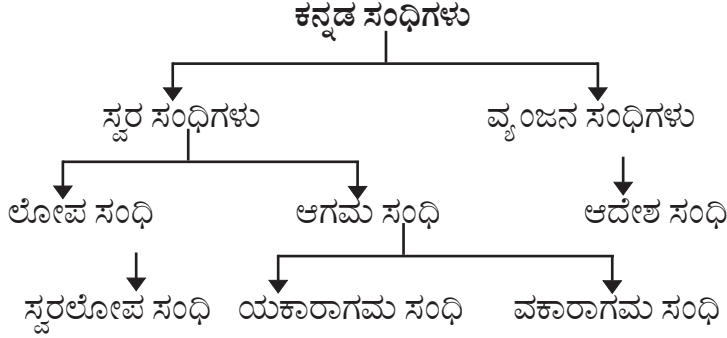 ಕನ್ನಡ ಸಂಧಿಗಳು
ಸ್ವರ ಸಂಧಿಗಳು ವ್ಯಂಜನ ಸಂಧಿಗಳು
ಲೋಪ ಸಂಧಿ ಆಗಮ ಸಂಧಿ ಆದೇಶ ಸಂಧಿ
ಸ್ವರಲೋಪ ಸಂಧಿ ಯಕಾರಾಗಮ ಸಂಧಿ ವಕಾರಾಗಮ ಸಂಧಿ